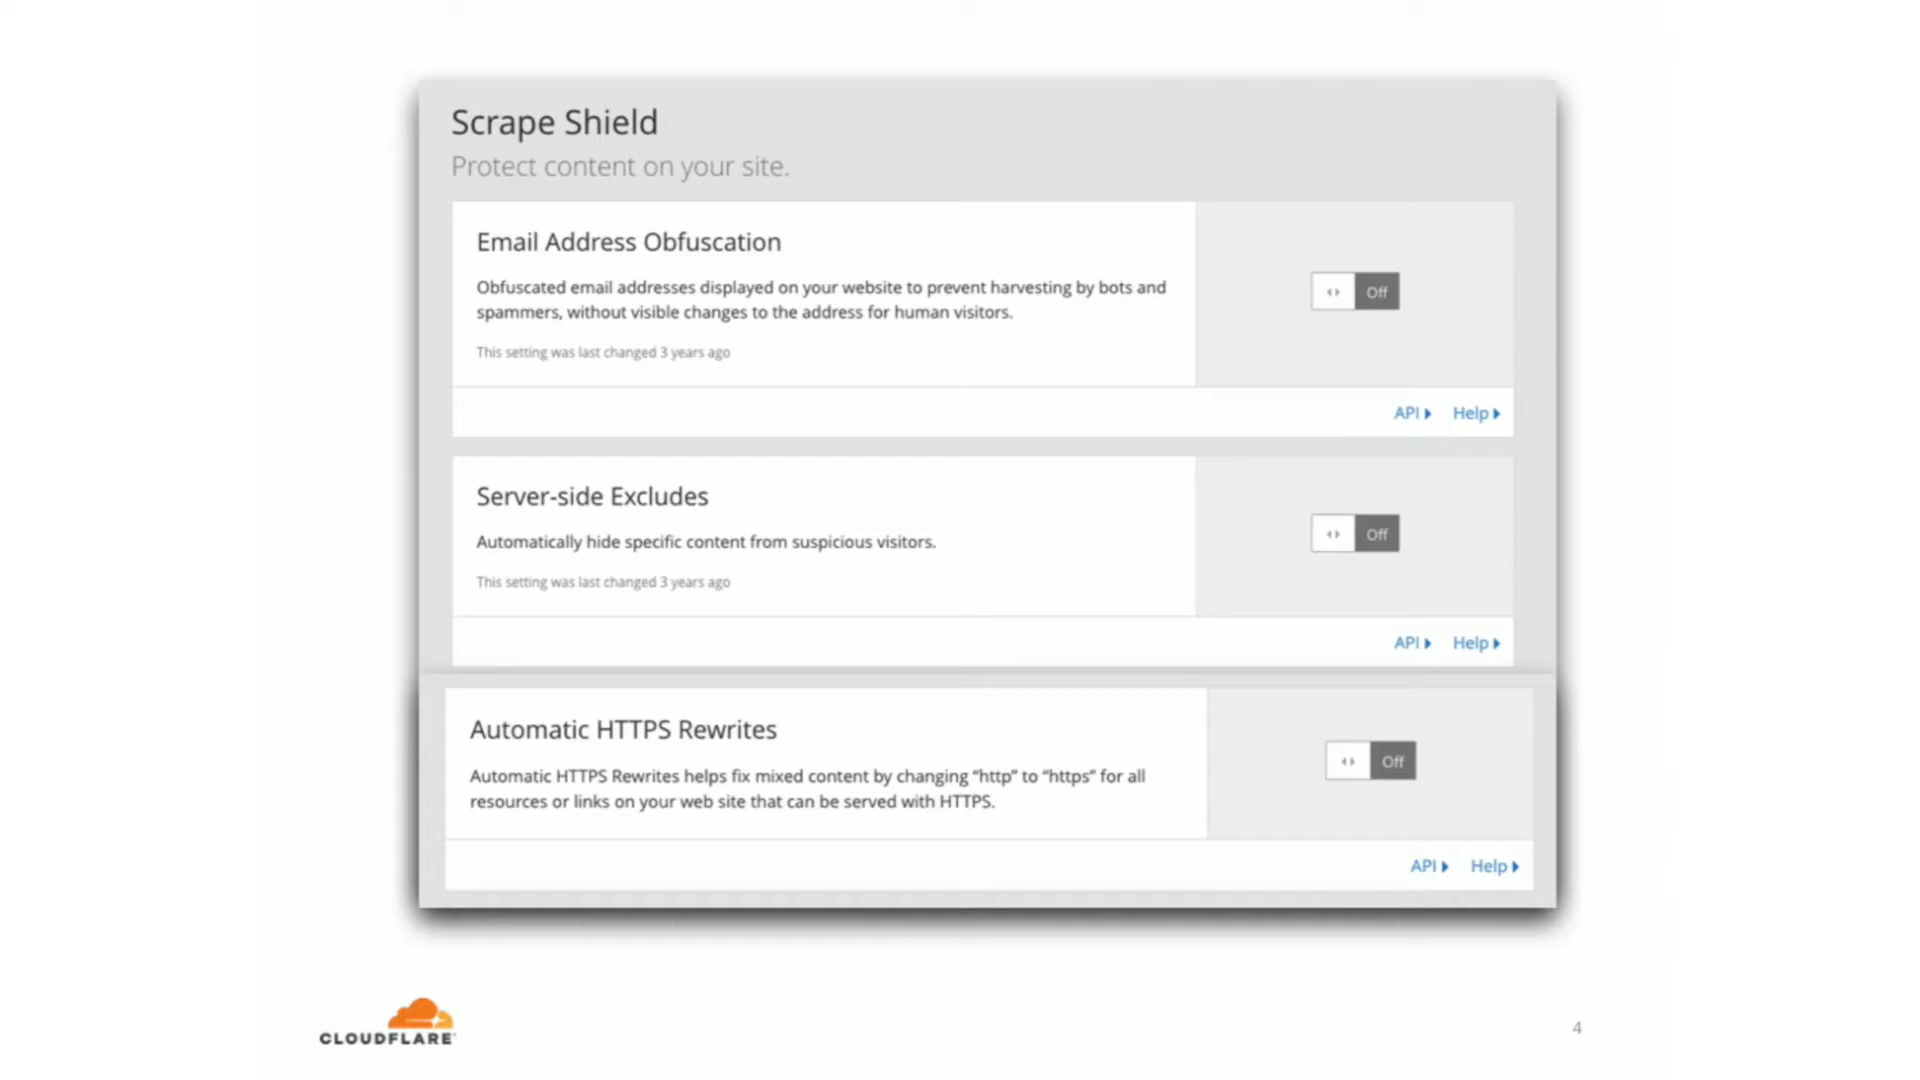 Scrape Shield
Protect content on your site.
Email Address Obfuscation
Obfuscated email addresses displayed on your website to prevent harvesting by bots and
spammers, without visible changes to the address for human visitors.
This setting was last changed 3 years ago
Off
API Help
Server-side Excludes
Automatically hide specific content from suspicious visitors.
This setting was last changed 3 years ago
Off
API Help
Automatic HTTPS Rewrites
Automatic HTTPS Rewrites helps fix mixed content by changing “http” to “https” for all
resources or links on your web site that can be served with HTTPS.
Off
API Help
CLOUDFLARE
4